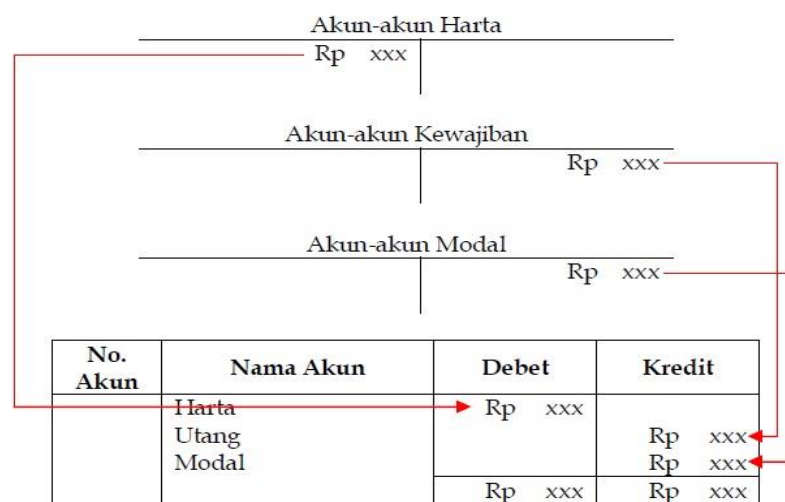 Akun-akun Harta
Rp xxx
Akun-akun Kewajiban
Rp xxx
Akun-akun Modal
Rp xxx
No. Akun Nama Akun Debet Kredit
Harta Rp xxx
Utang Rp xxx
Modal Rp xxx
Rp xxx Rp xxx